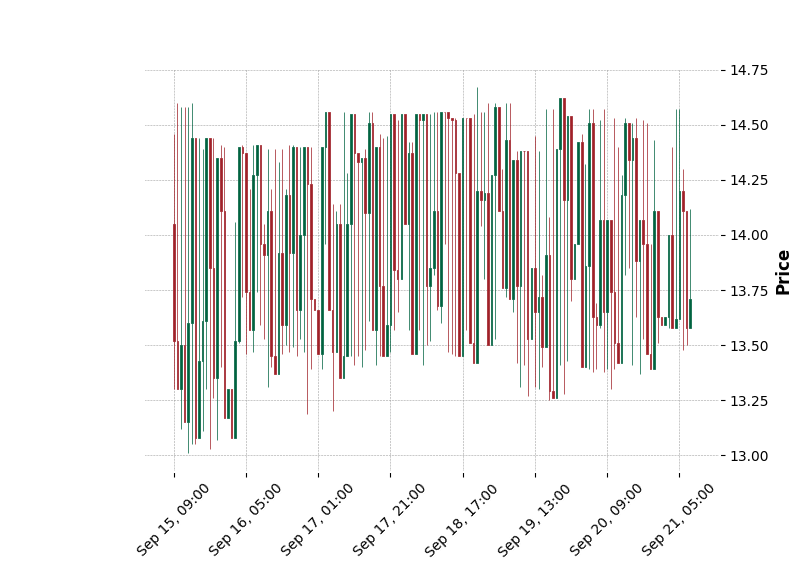 14.75
14.50
14.25
14.00
13.75
13.50
13.25
13.00
Price
Sep 15, 09:00
Sep 16, 05:00
Sep 17, 01:00
Sep 17, 21:00
Sep 18, 17:00
Sep 19, 13:00
Sep 20, 09:00
Sep 21, 05:00